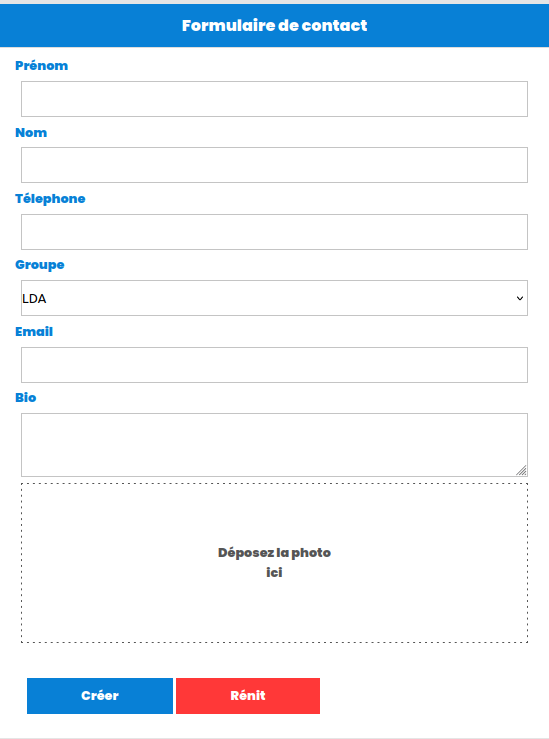 Formulaire de contact
Prénom
Nom
Télephone
Groupe
LDA
Email
Bio
Déposez la photo
ici
Créer
Rénit